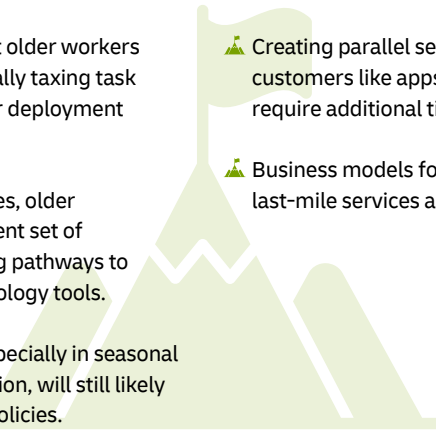 older workers
ally taxing task
deployment
es, older
ent set of
g pathways to
ology tools.
pecially in seasonal
ion, will still likely
olicies.
Creating parallel se
customers like apps
require additional ti
Business models fo
last-mile services a